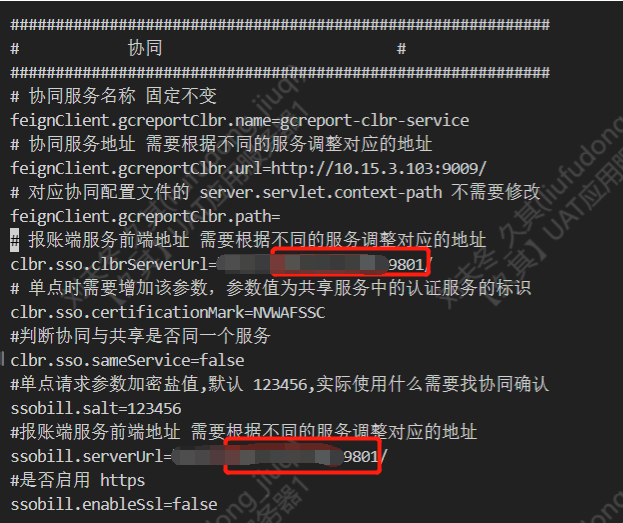 ###########################################################
# 协同 #
###########################################################
# 协同服务名称 固定不变
feignClient.gcreportClbr.name=gcreport-clbr-service
# 协同服务地址 需要根据不同的服务调整对应的地址
feignClient.gcreportClbr.url=http://10.15.3.103:9009/
# 对应协同配置文件的 server.servlet.context-path 不需要修改
feignClient.gcreportClbr.path=
# 报账端服务前端地址 需要根据不同的服务调整对应的地址
clbr.sso.clbrServerUrl= 9801/
# 单点时需要增加该参数，参数值为共享服务中的认证服务的标识
clbr.sso.certificationMark=NVWAFSSC
#判断协同与共享是否同一个服务
clbr.sso.sameService=false
#单点请求参数加密盐值,默认 123456,实际使用什么需要找协同确认
ssobill.salt=123456
#报账端服务前端地址 需要根据不同的服务调整对应的地址
ssobill.serverUrl= 9801/
#是否启用 https
ssobill.enableSsl=false